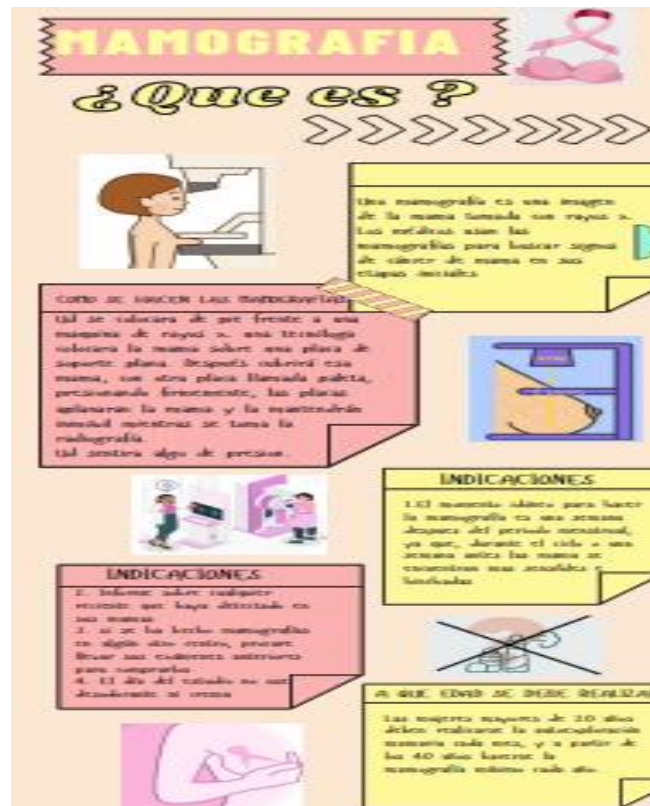 MAMOGRAFIA
¿Que es ?
Una mamografía es una imagen
de la mama tomada con rayos x.
Los médicos usan las
mamografías para buscar signos
de cáncer de mama en sus
etapas iniciales
COMO SE HACEN LAS MAMOGRAFIAS
Ud se colocara de pie frente a una
maquina de rayos x. una tecnóloga
colocara la mama sobre una placa de
soporte plana. Después cubrirá esa
mama, con otra placa llamada paleta,
presionando firmemente, las placas
aplanaran la mama y la mantendrán
inmóvil mientras se toma la
radiografía.
Ud sentira algo de presion.
INDICACIONES
1.El momento idóneo para hacer
la mamografía es una semana
despues del periodo menstrual,
ya que, durante el ciclo o una
semana antes las mama se
encuentran mas sensibles e
hinchadas
INDICACIONES
2. Informe sobre cualquier
reciente que haya detectado en
sus mamas
3. si se ha hecho mamografías
en algún otro centro, procure
llevar sus exámenes anteriores
para comprarlos
4. El día del estudio no use
desodorante ni crema
A QUE EDAD SE DEBE REALIZA
Las mujeres mayores de 20 años
deben realizarse la autoexploración
mamaria cada mes, y a partir de
los 40 años hacerse la
mamografía mínimo cada año.